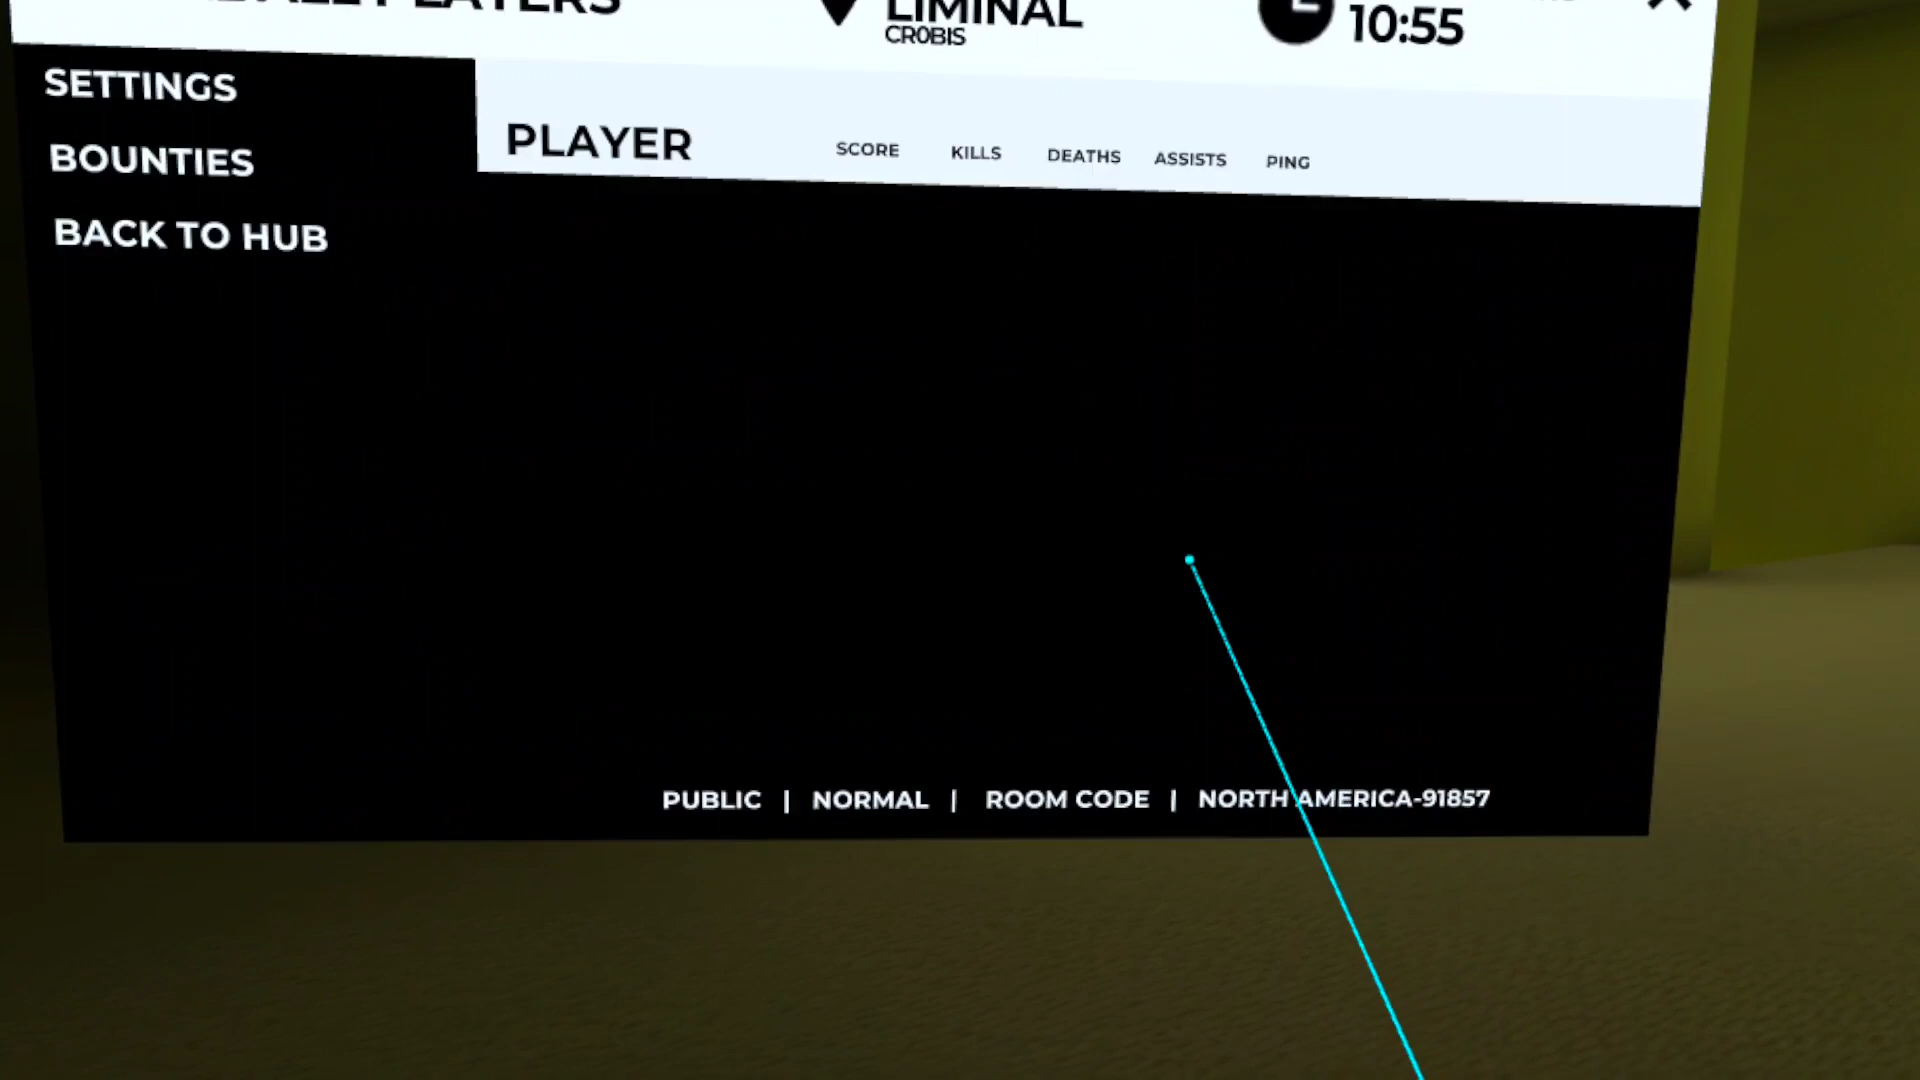 PLAYERS
LIMINAL
CR0BIS
10:55
SETTINGS
BOUNTIES
BACK TO HUB
PLAYER SCORE KILLS DEATHS ASSISTS PING
PUBLIC | NORMAL | ROOM CODE | NORTH AMERICA-91857